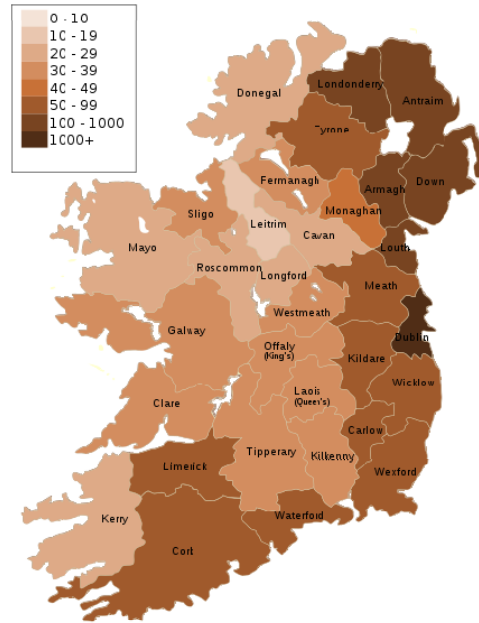 0 - 10
10 - 19
20 - 29
30 - 39
40 - 49
50 - 99
100 - 1000
1000+
Donegal
Londonderry
Antraim
Tyrone
Fermanagh
Armagh
Down
Monaghan
Sligo
Leitrim
Cavan
Louth
Mayo
Roscommon
Longford
Meath
Westmeath
Galway
Dublin
Offaly
(King's)
Kildare
Wicklow
Laois
(Queen's)
Clare
Carlow
Tipperary
Kilkenny
Limerick
Wexford
Waterford
Kerry
Cork